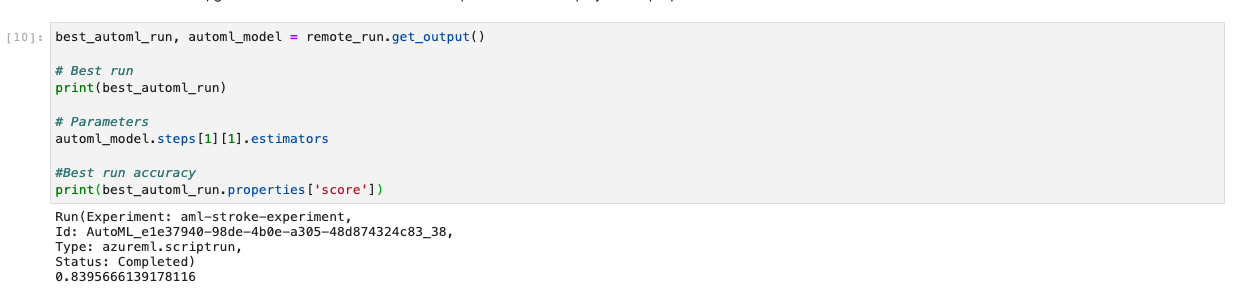 [10]: best_automl_run, automl_model = remote_run.get_output()
# Best run
print(best_automl_run)
# Parameters
automl_model.steps[1][1].estimators
#Best run accuracy
print(best_automl_run.properties['score'])
Run(Experiment: aml-stroke-experiment,
Id: AutoML_e1e37940-98de-4b0e-a305-48d874324c83_38,
Type: azureml.scriptrun,
Status: Completed)
0.8395666139178116